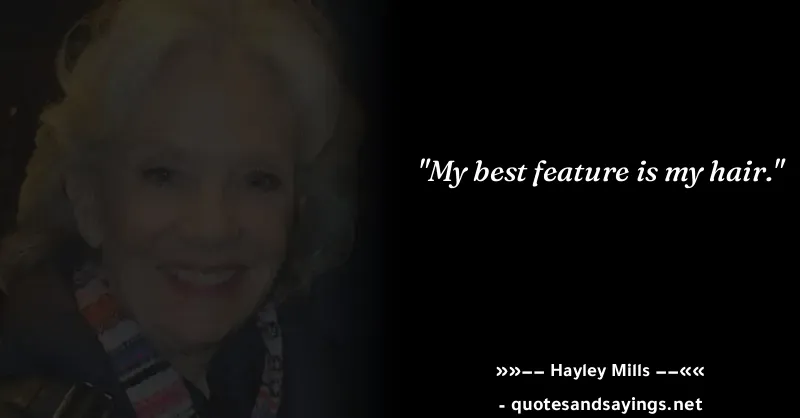 "My best feature is my hair."
»»−− Hayley Mills −−««
- quotesandsayings.net